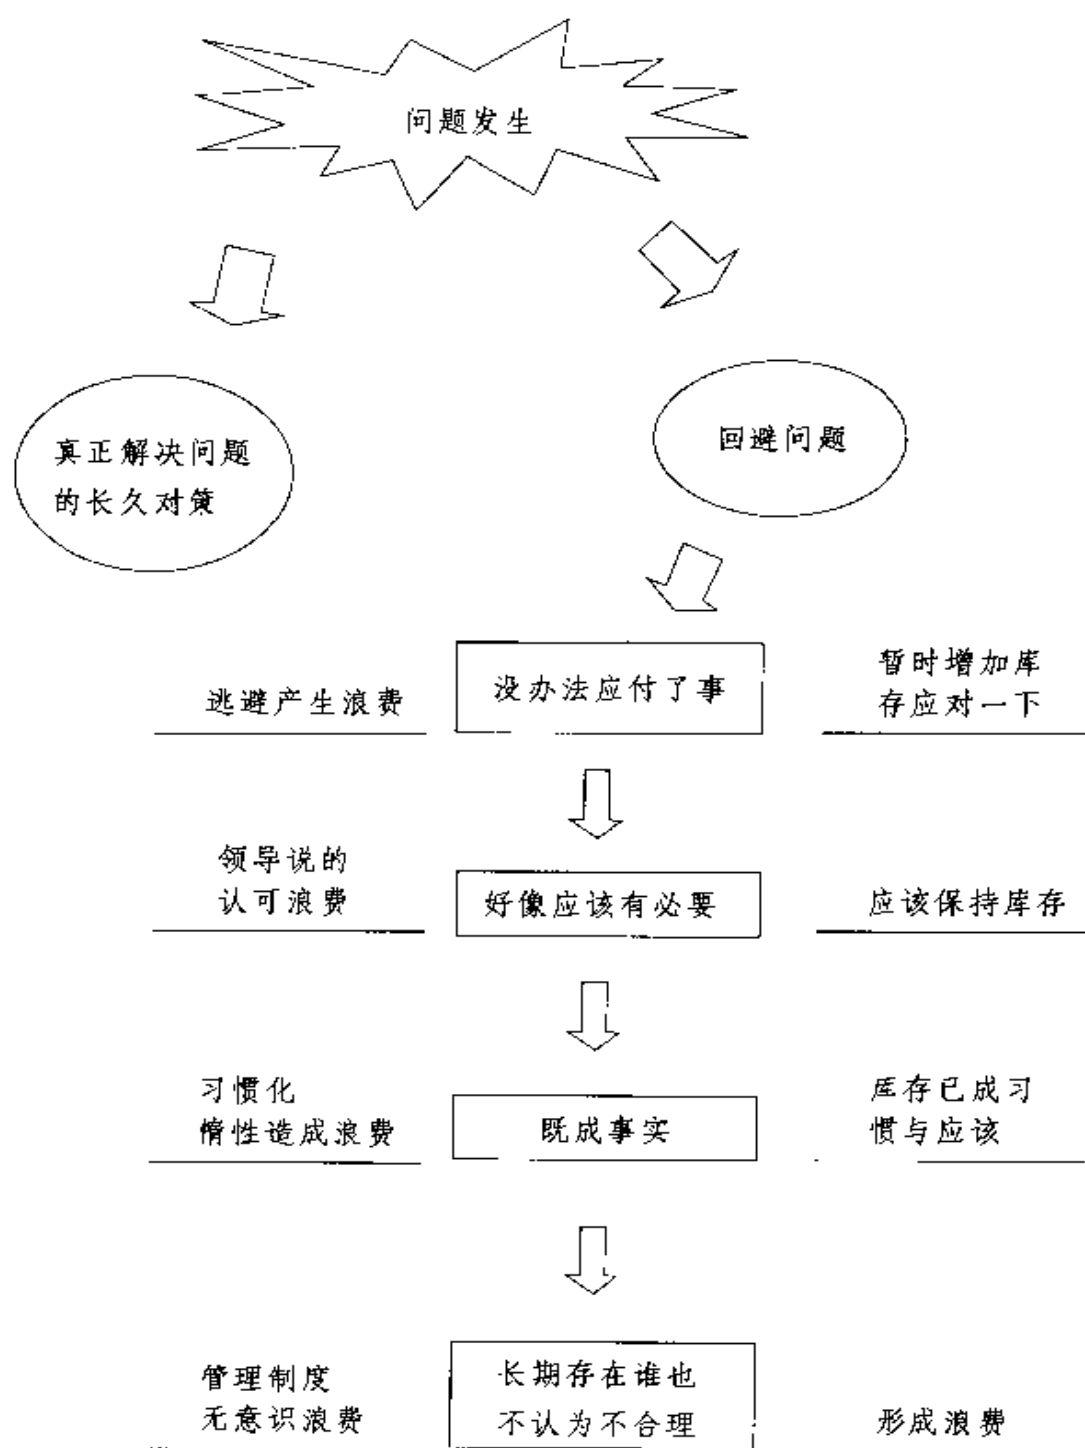 问题发生
真正解决问题
的长久对策
回避问题
逃避产生浪费
没办法应付了事
暂时增加库
存应对一下
领导说的
认可浪费
好像应该有必要
应该保持库存
习惯化
惰性造成浪费
既成事实
库存已成习
惯与应该
管理制度
无意识浪费
长期存在谁也
不认为不合理
形成浪费